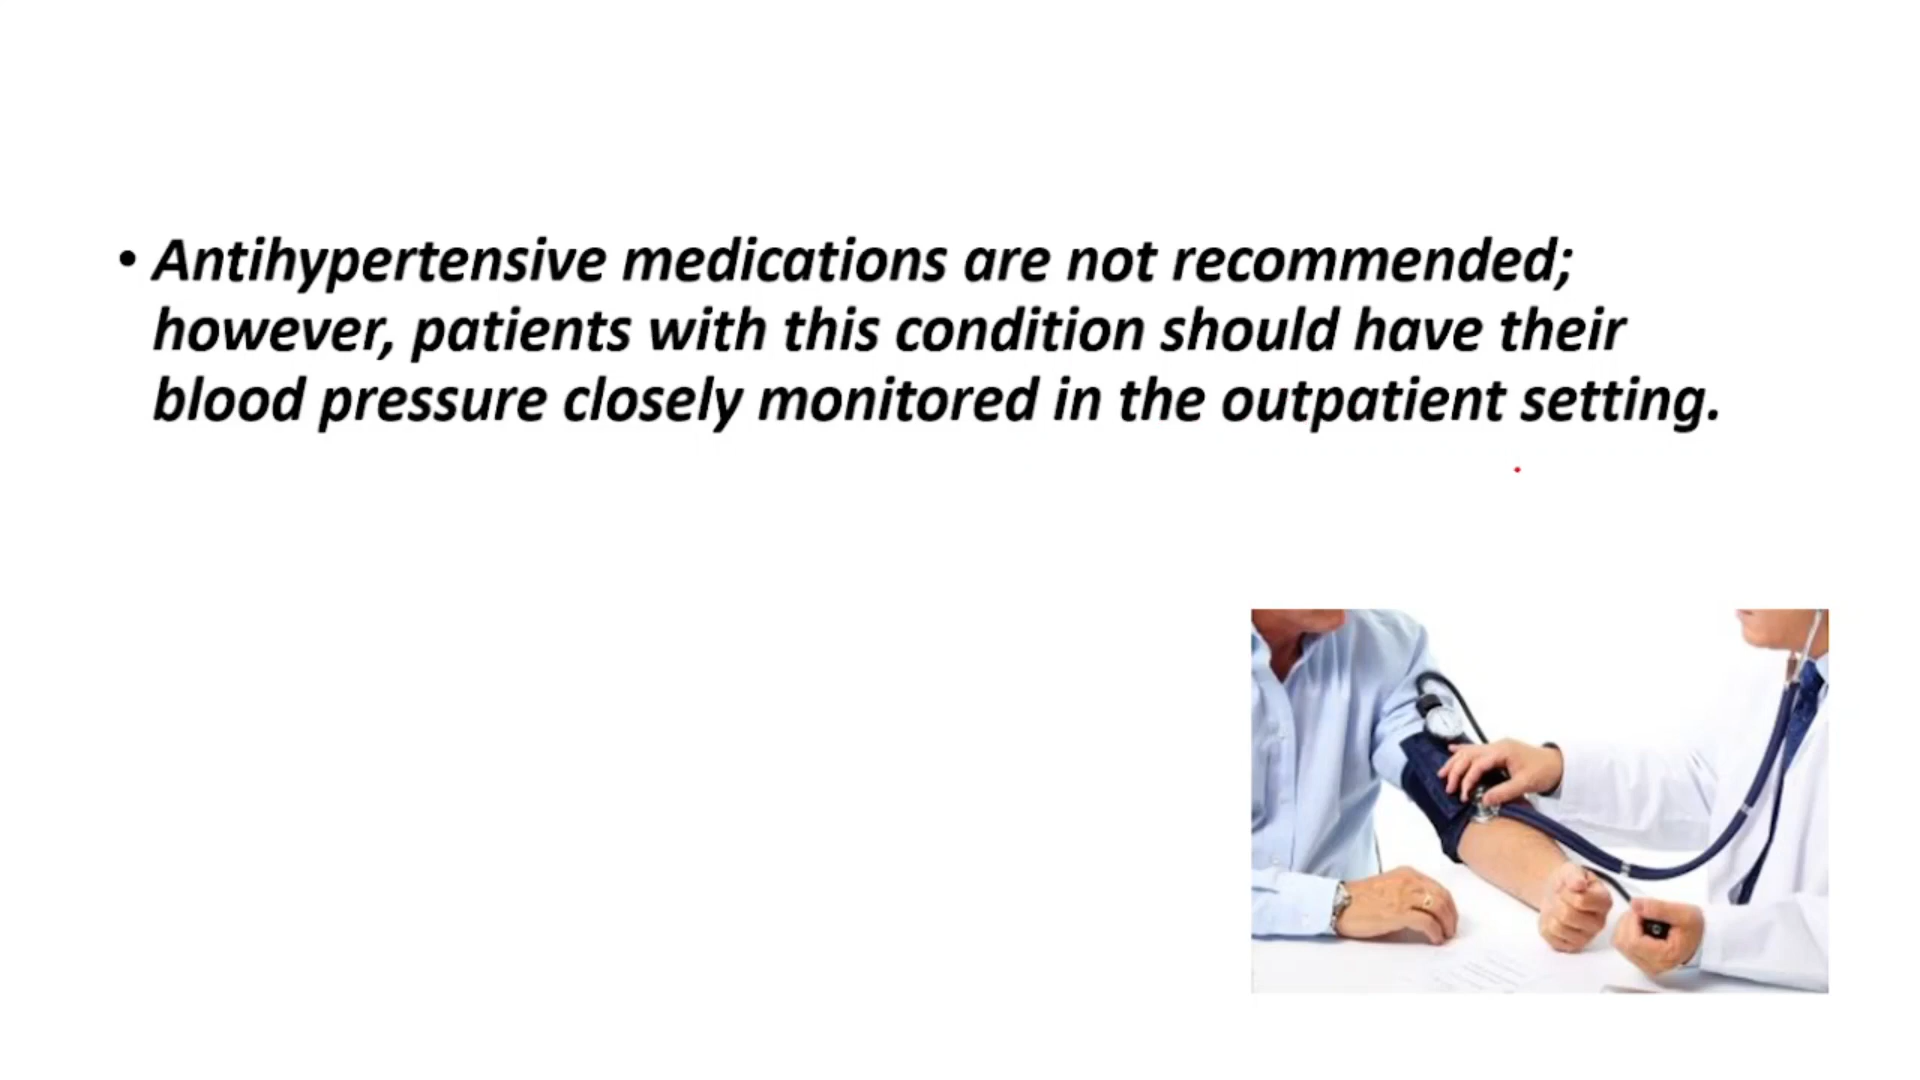 • Antihypertensive medications are not recommended;
however, patients with this condition should have their
blood pressure closely monitored in the outpatient setting.